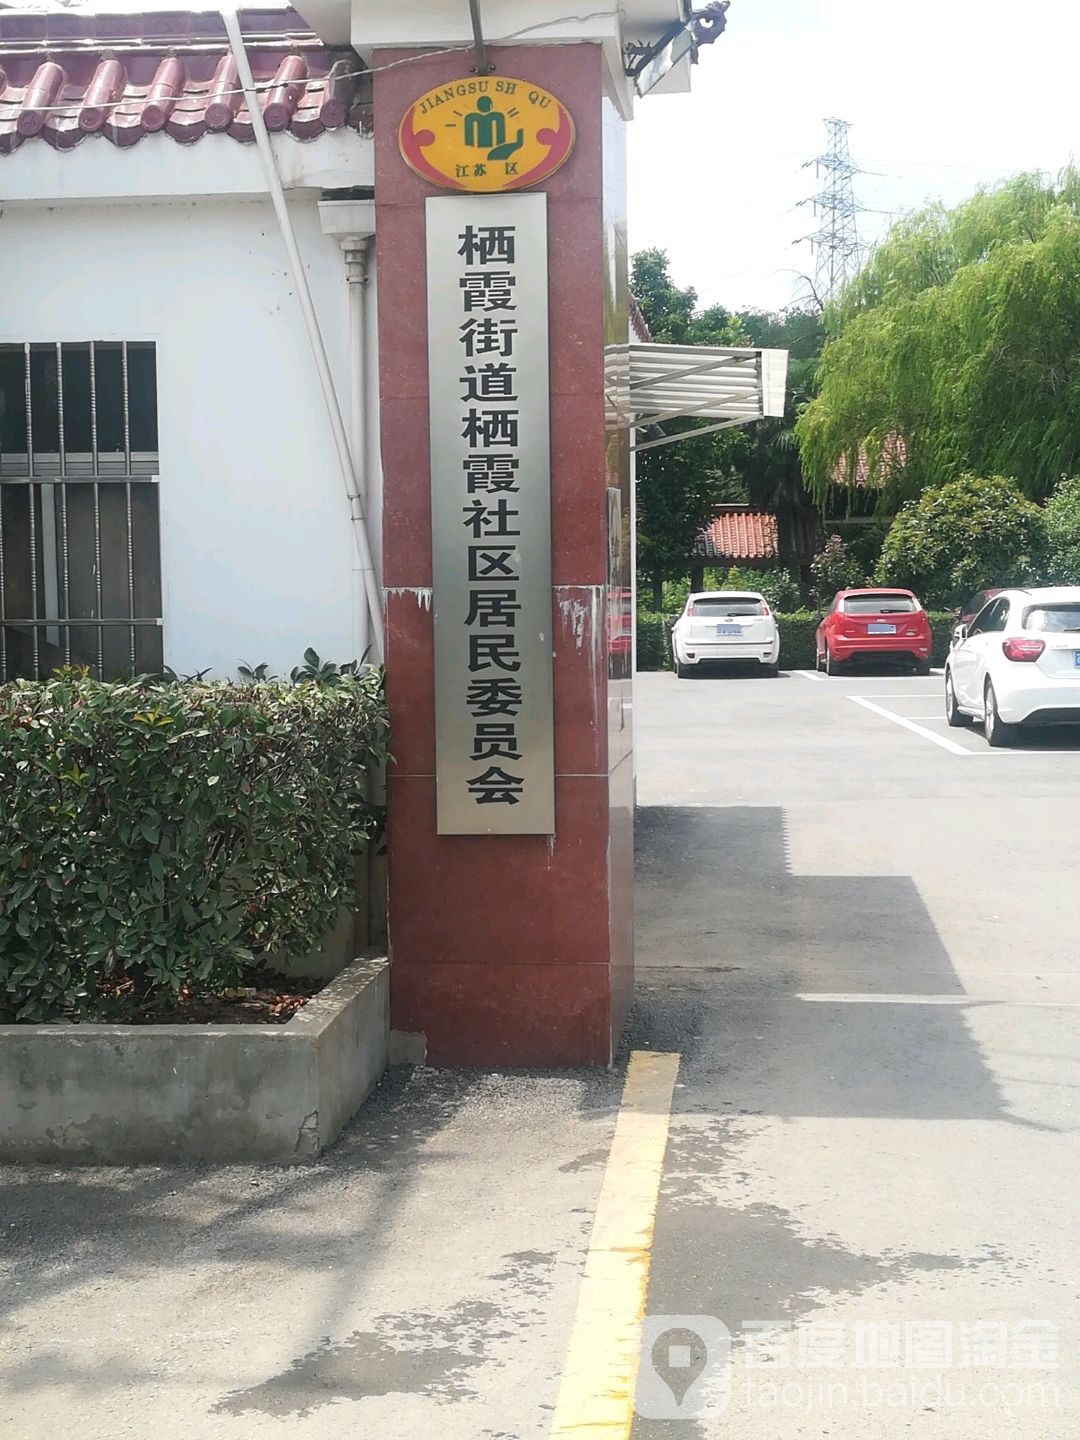 JIANGSU SH QU
江苏 区
栖霞街道栖霞社区居民委员会
百度地图淘金
taojin.baidu.com